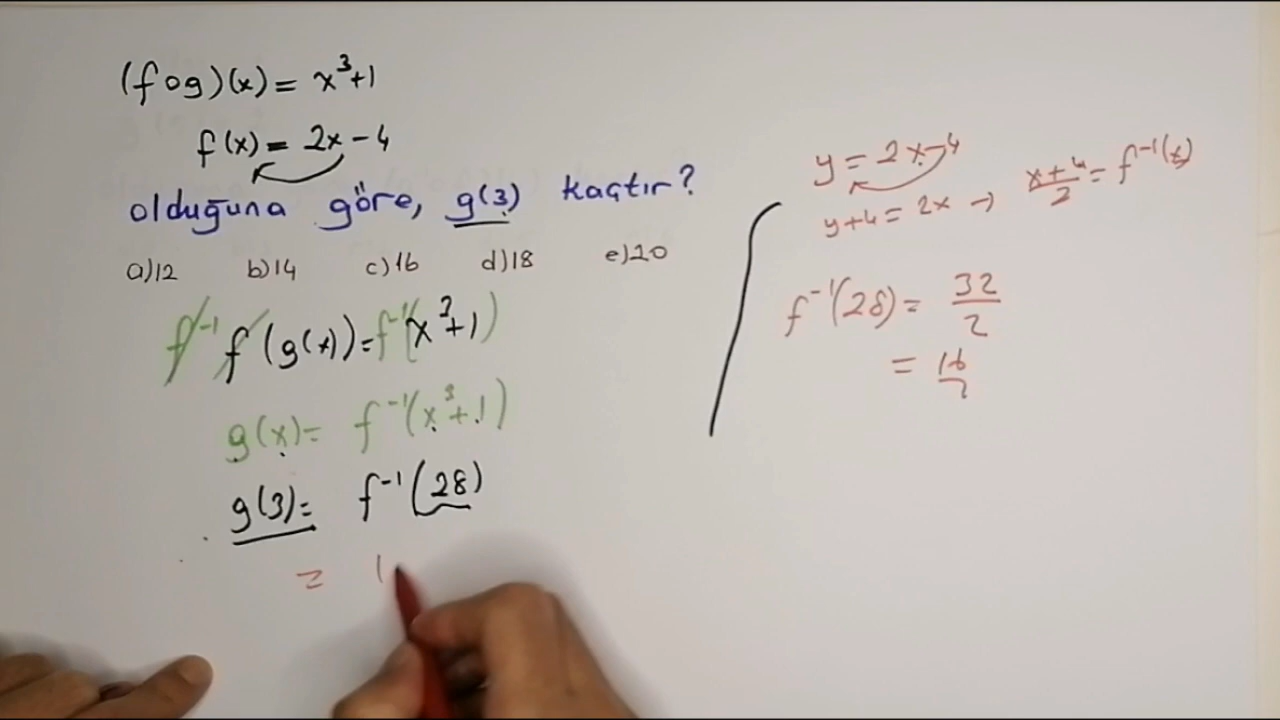 (fog)(x) = x³+1
f(x) = 2x - 4
olduğuna göre, g(3) kaçtır?
a)12 b)14 c)16 d)18 e)20
f⁻¹ f(g(x)) = f⁻¹(x³+1)
g(x) = f⁻¹(x³+1)
g(3) = f⁻¹(28)
= 1
y = 2x - 4
y+4 = 2x → x+4/2 = f⁻¹(x)
f⁻¹(28) = 32/2
= 16